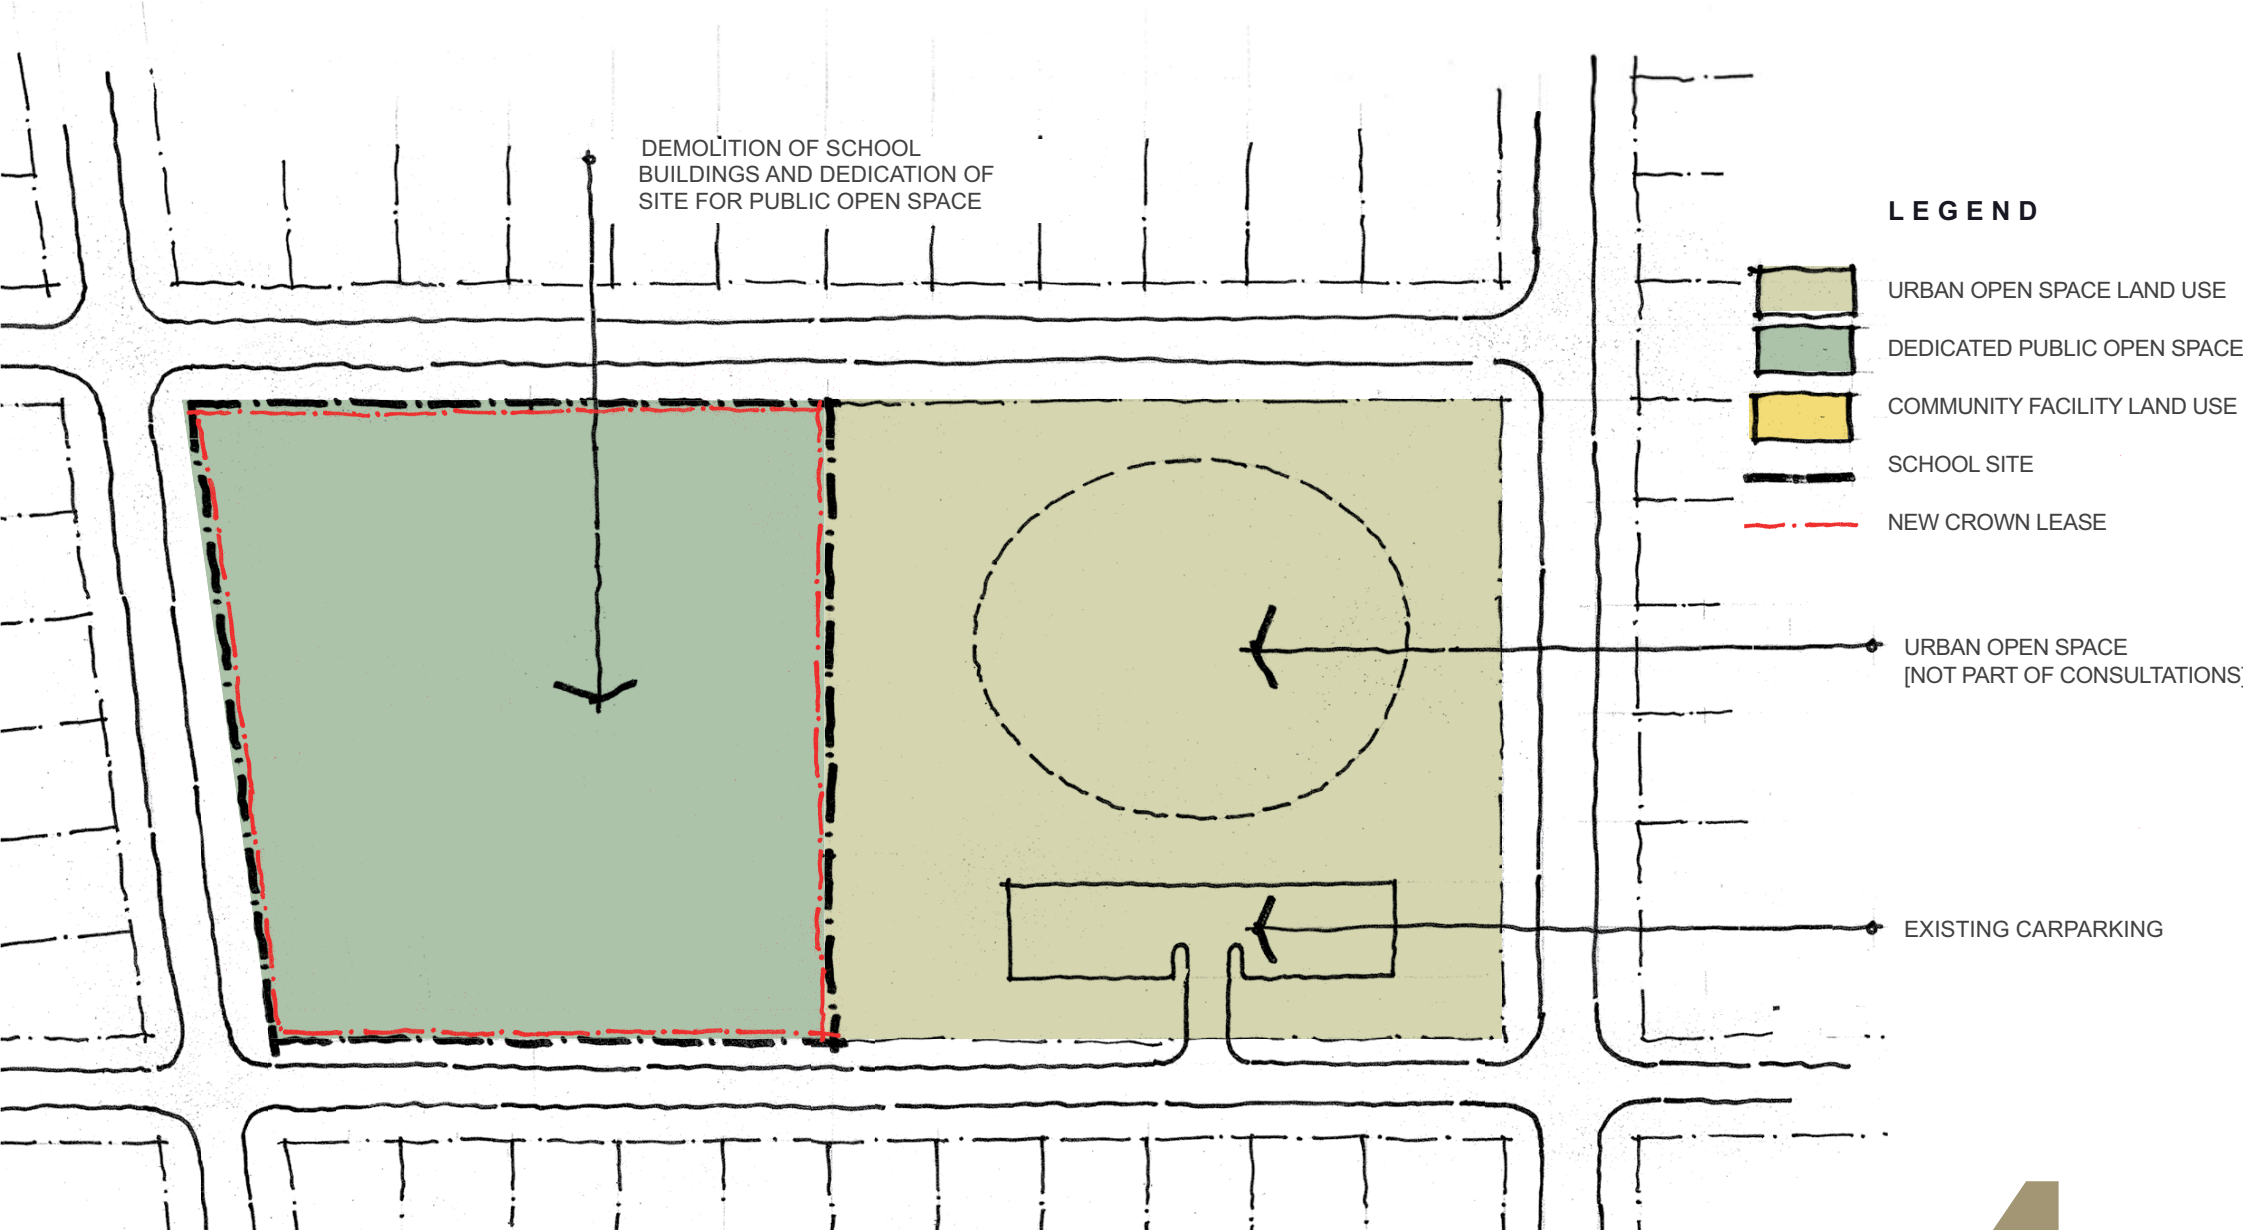 DEMOLITION OF SCHOOL
BUILDINGS AND DEDICATION OF
SITE FOR PUBLIC OPEN SPACE
LEGEND
URBAN OPEN SPACE LAND USE
DEDICATED PUBLIC OPEN SPACE
COMMUNITY FACILITY LAND USE
SCHOOL SITE
NEW CROWN LEASE
URBAN OPEN SPACE
[NOT PART OF CONSULTATIONS]
EXISTING CARPARKING